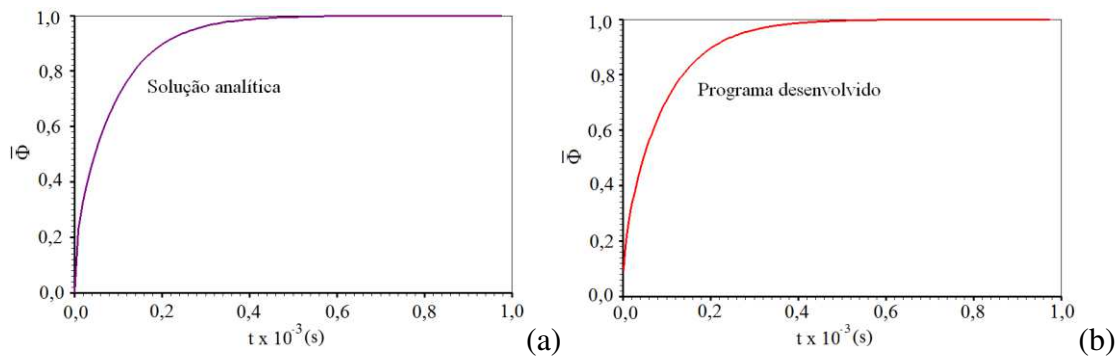 1,0
0,8
0,6
0,4
0,2
0,0
Φ̅
Solução analítica
0,0 0,2 0,4 0,6 0,8 1,0
t x 10⁻³ (s)
(a)
1,0
0,8
0,6
0,4
0,2
0,0
Φ̅
Programa desenvolvido
0,0 0,2 0,4 0,6 0,8 1,0
t x 10⁻³ (s)
(b)